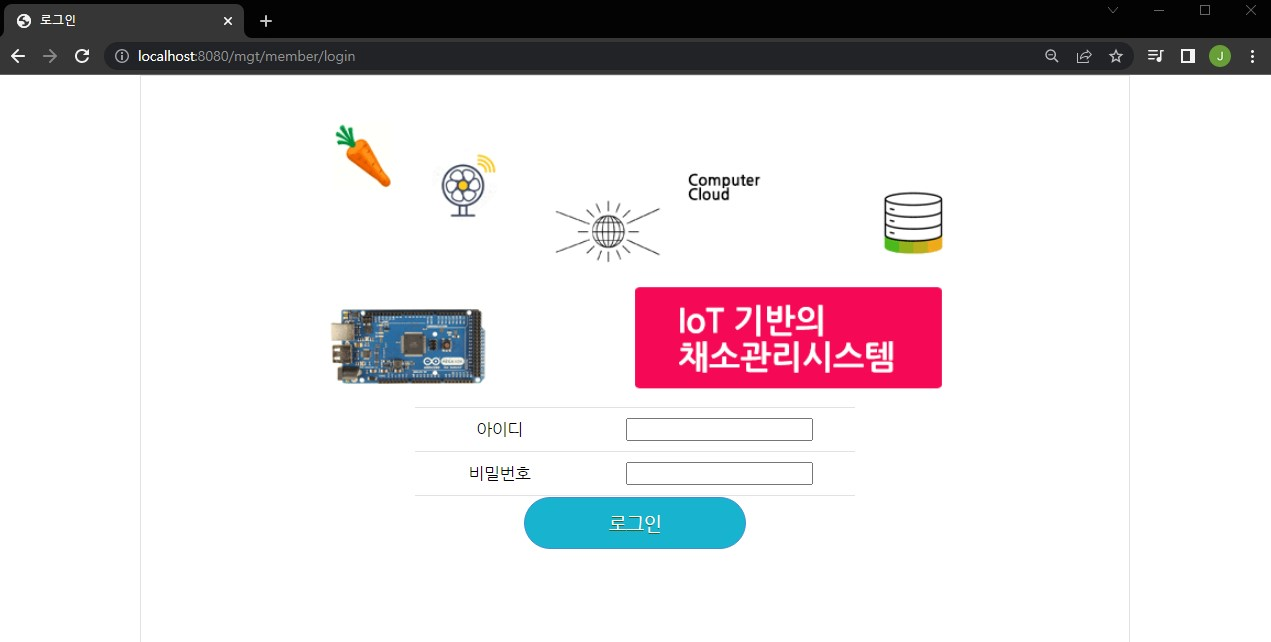 로그인
localhost:8080/mgt/member/login
J
Computer
Cloud
IoT 기반의
채소관리시스템
아이디
비밀번호
로그인